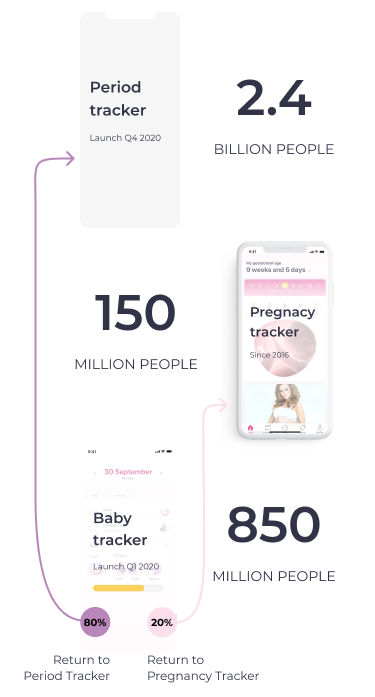 Period
tracker
Launch Q4 2020
2.4
BILLION PEOPLE
9:41
My gestational age
9 weeks and 5 days
150
MILLION PEOPLE
Pregnacy
tracker
Since 2016
9:41
30 September
Monday
Baby
tracker
Launch Q1 2020
850
MILLION PEOPLE
80%
20%
Return to
Period Tracker
Return to
Pregnancy Tracker